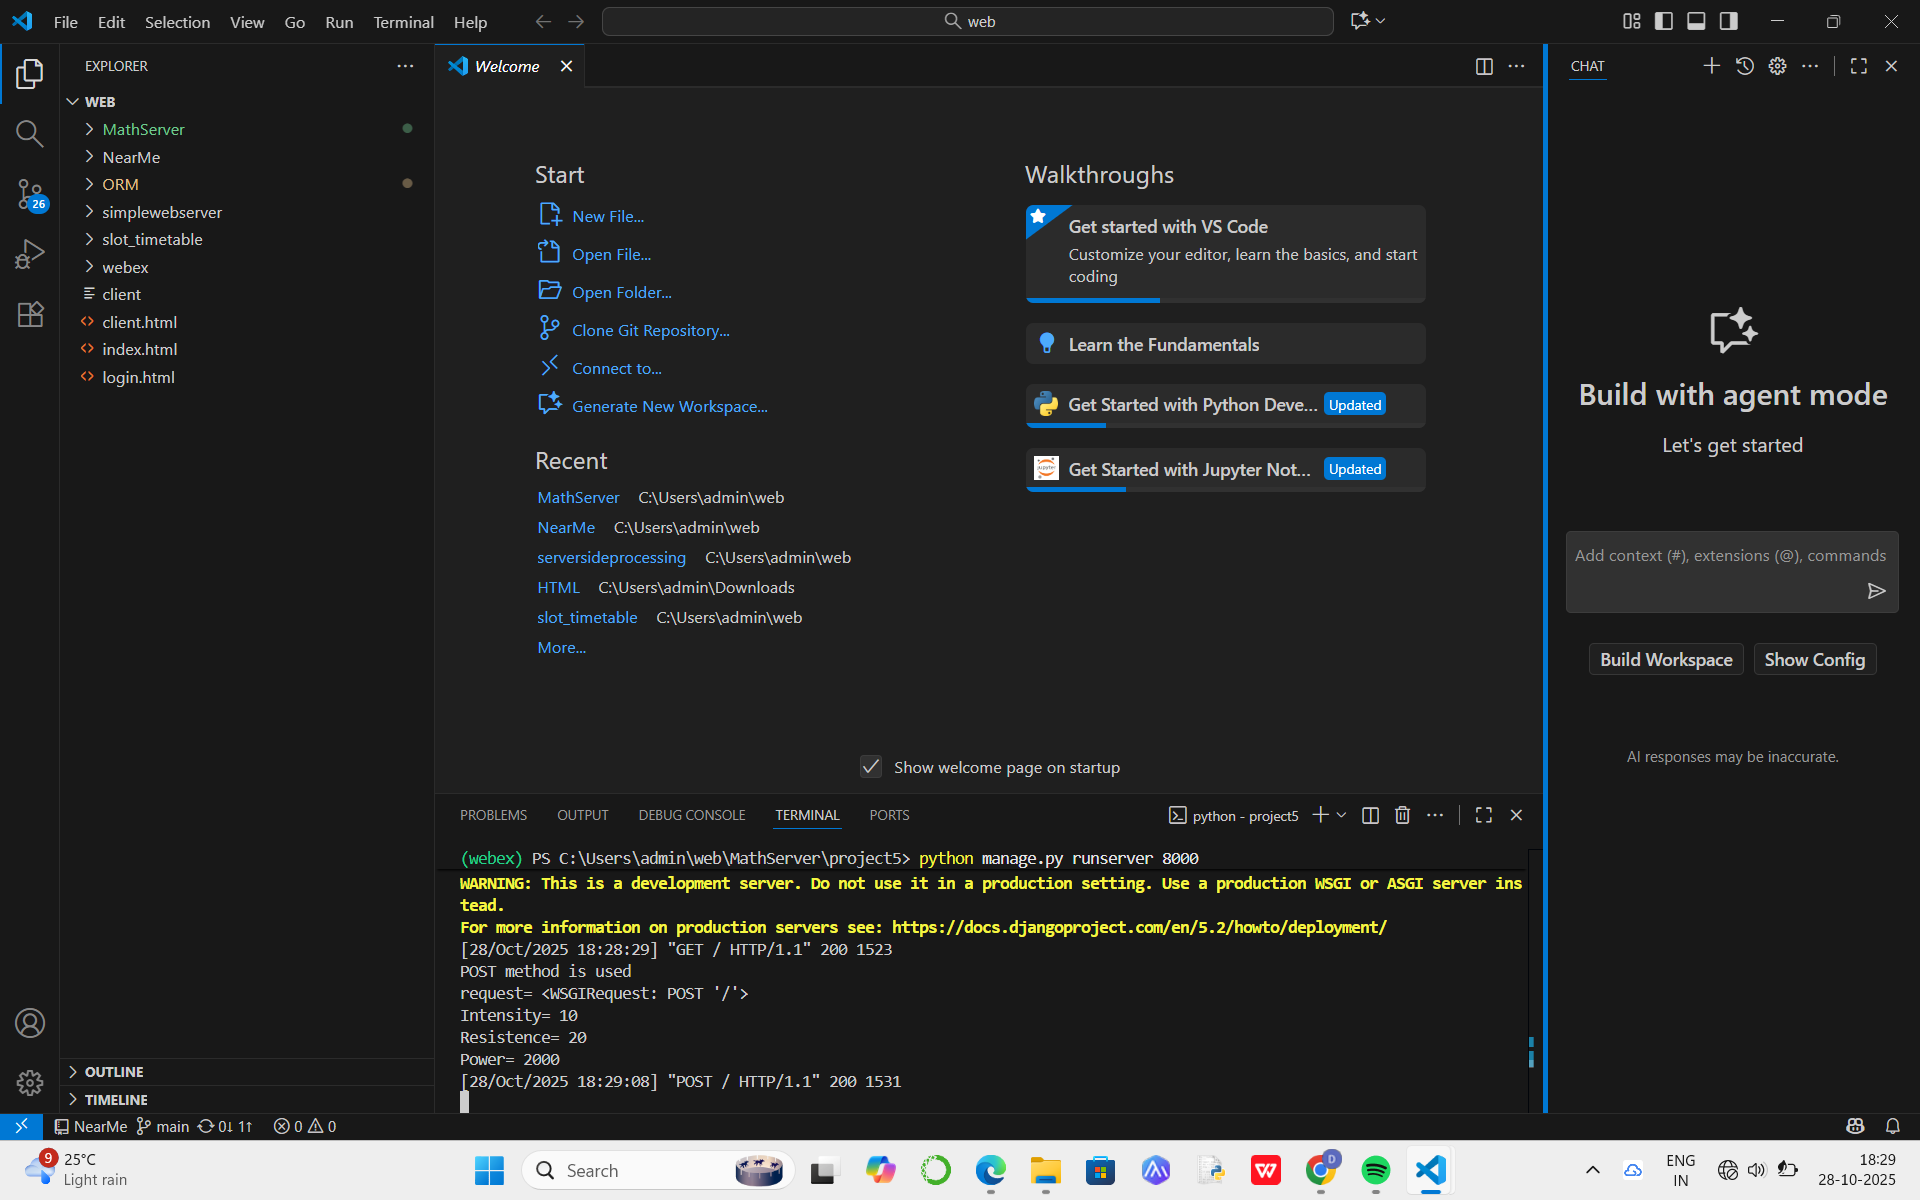 File Edit Selection View Go Run Terminal Help
web
EXPLORER
WEB
MathServer
NearMe
ORM
simplewebserver
slot_timetable
webex
client
client.html
index.html
login.html
26
OUTLINE
TIMELINE
Welcome
Start
New File...
Open File...
Open Folder...
Clone Git Repository...
Connect to...
Generate New Workspace...
Recent
MathServer C:\Users\admin\web
NearMe C:\Users\admin\web
serversideprocessing C:\Users\admin\web
HTML C:\Users\admin\Downloads
slot_timetable C:\Users\admin\web
More...
Walkthroughs
Get started with VS Code
Customize your editor, learn the basics, and start
coding
Learn the Fundamentals
Get Started with Python Deve... Updated
Get Started with Jupyter Not... Updated
Show welcome page on startup
PROBLEMS OUTPUT DEBUG CONSOLE TERMINAL PORTS
python - project5
(webex) PS C:\Users\admin\web\MathServer\project5> python manage.py runserver 8000
WARNING: This is a development server. Do not use it in a production setting. Use a production WSGI or ASGI server ins
tead.
For more information on production servers see: https://docs.djangoproject.com/en/5.2/howto/deployment/
[28/Oct/2025 18:28:29] "GET / HTTP/1.1" 200 1523
POST method is used
request= <WSGIRequest: POST '/'>
Intensity= 10
Resistence= 20
Power= 2000
[28/Oct/2025 18:29:08] "POST / HTTP/1.1" 200 1531
CHAT
Build with agent mode
Let's get started
Add context (#), extensions (@), commands
Build Workspace Show Config
AI responses may be inaccurate.
NearMe main 0↓ 1↑ 0 0
9
25°C
Light rain
Search
D
ENG
IN
18:29
28-10-2025